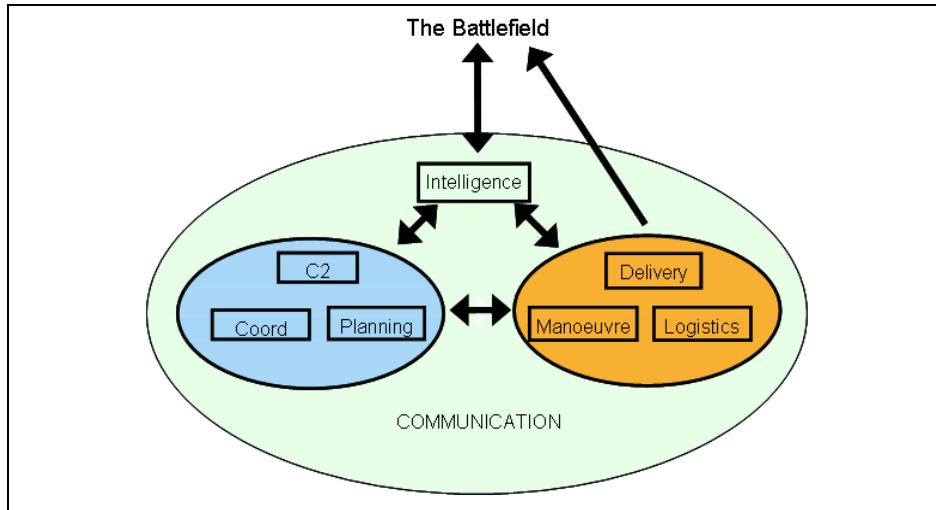 The Battlefield
Intelligence
C2
Coord
Planning
Delivery
Manoeuvre
Logistics
COMMUNICATION